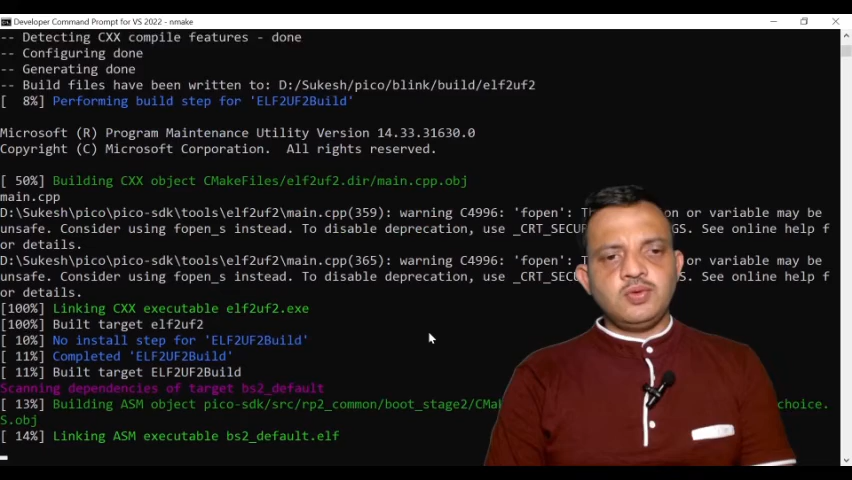 Developer Command Prompt for VS 2022 - nmake
-- Detecting CXX compile features - done
-- Configuring done
-- Generating done
-- Build files have been written to: D:/Sukesh/pico/blink/build/elf2uf2
[  8%] Performing build step for 'ELF2UF2Build'
Microsoft (R) Program Maintenance Utility Version 14.33.31630.0
Copyright (C) Microsoft Corporation.  All rights reserved.
[ 50%] Building CXX object CMakeFiles/elf2uf2.dir/main.cpp.obj
main.cpp
D:\Sukesh\pico\pico-sdk\tools\elf2uf2\main.cpp(359): warning C4996: 'fopen': or variable may be
unsafe. Consider using fopen_s instead. To disable deprecation, use _CRT_SECU GS. See online help f
or details.
D:\Sukesh\pico\pico-sdk\tools\elf2uf2\main.cpp(365): warning C4996: 'fopen': or variable may be
unsafe. Consider using fopen_s instead. To disable deprecation, use _CRT_SEC S. See online help f
or details.
[100%] Linking CXX executable elf2uf2.exe
[100%] Built target elf2uf2
[ 10%] No install step for 'ELF2UF2Build'
[ 11%] Completed 'ELF2UF2Build'
[ 11%] Built target ELF2UF2Build
Scanning dependencies of target bs2_default
[ 13%] Building ASM object pico-sdk/src/rp2_common/boot_stage2/CMa choice.
S.obj
[ 14%] Linking ASM executable bs2_default.elf